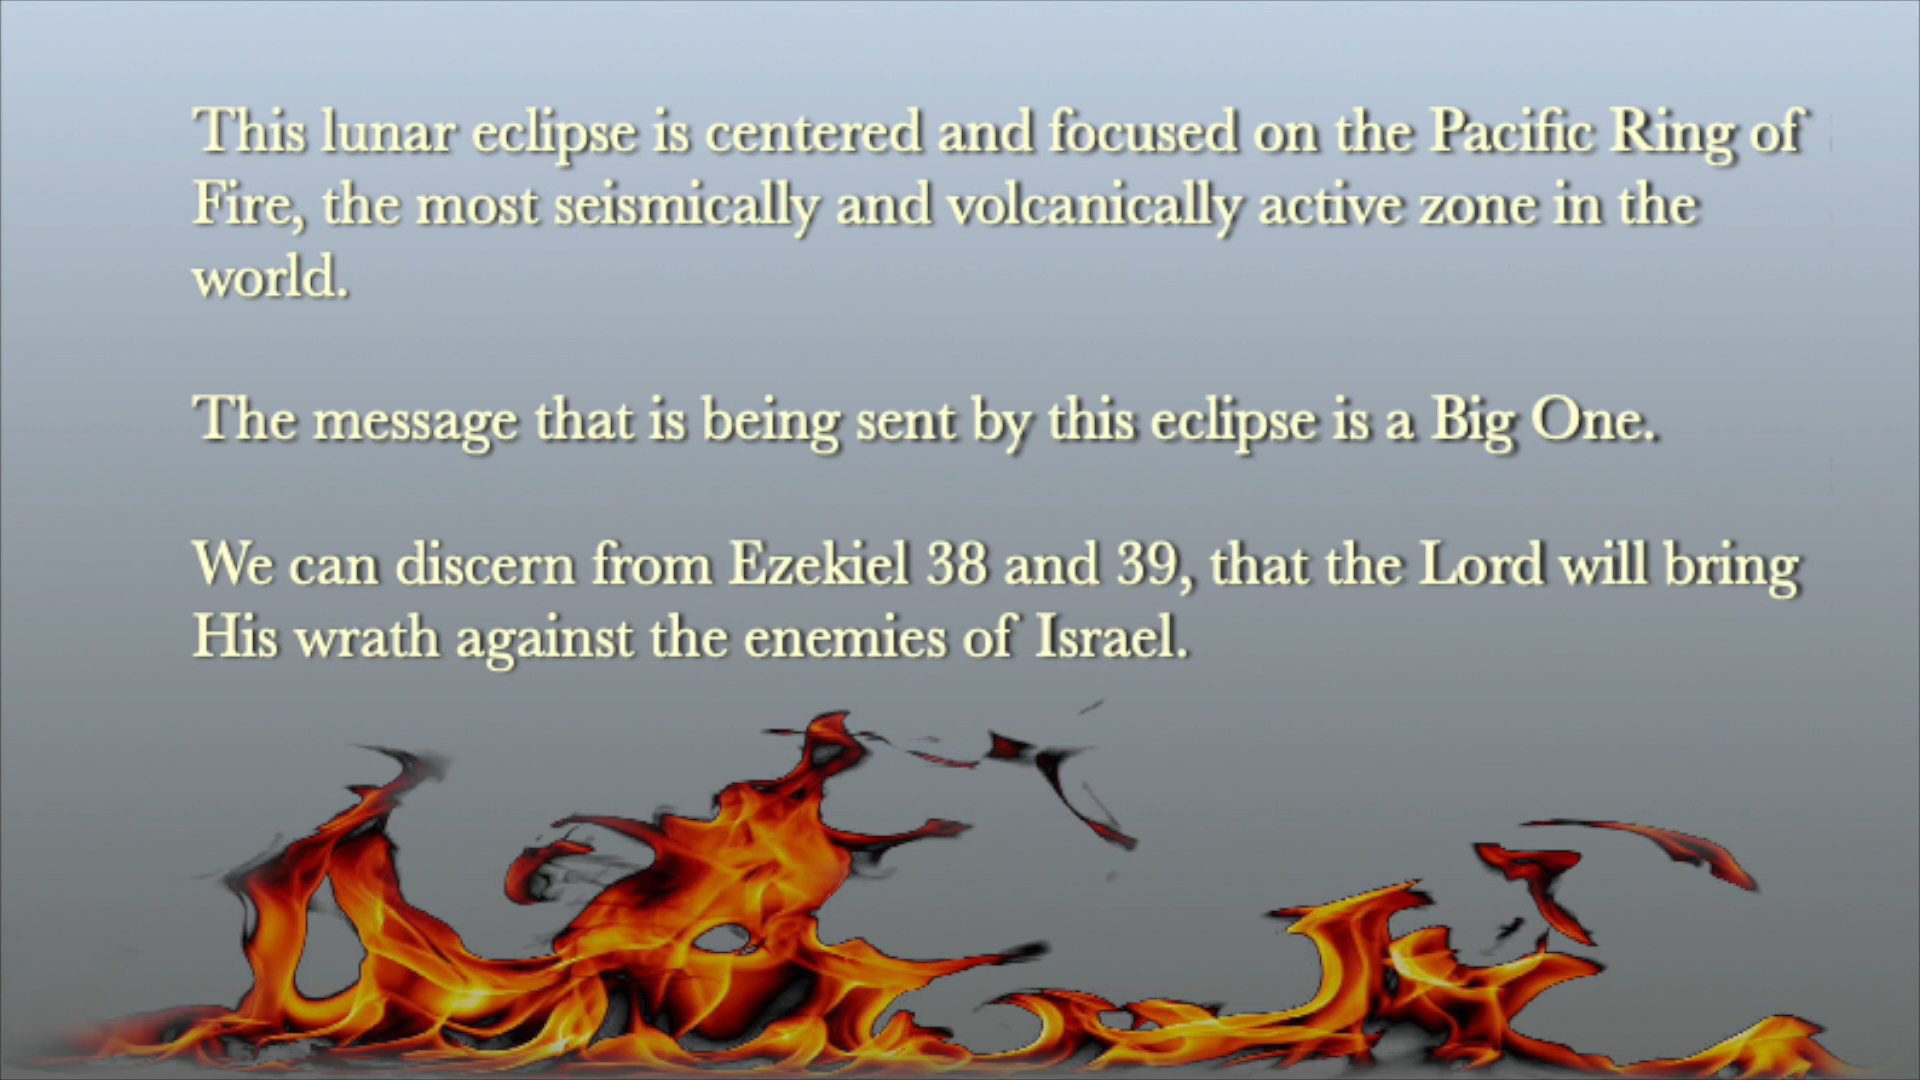 This lunar eclipse is centered and focused on the Pacific Ring of
Fire, the most seismically and volcanically active zone in the
world.
The message that is being sent by this eclipse is a Big One.
We can discern from Ezekiel 38 and 39, that the Lord will bring
His wrath against the enemies of Israel.